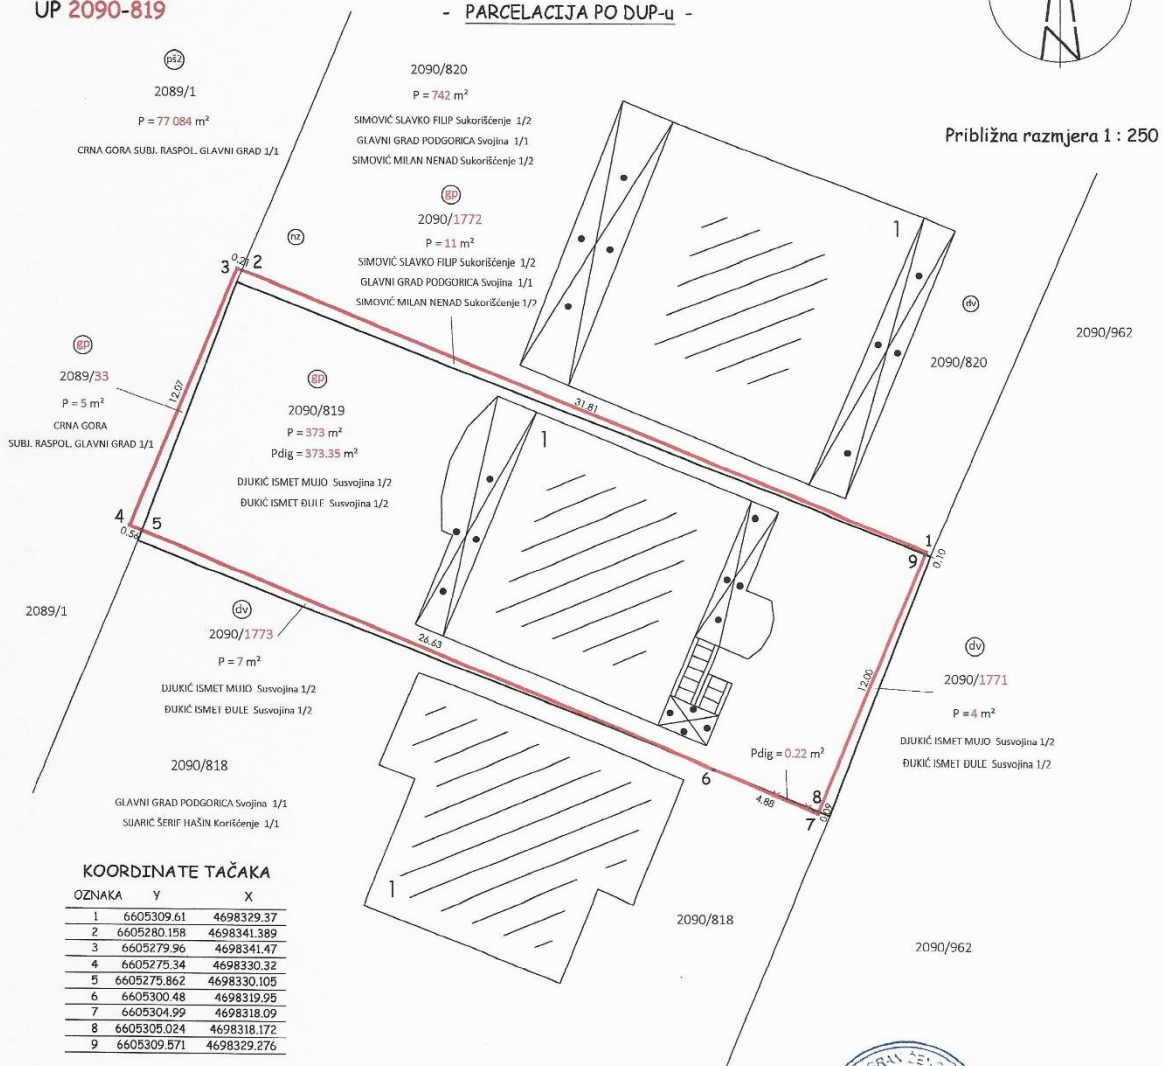 UP 2090-819
- PARCELACIJA PO DUP-u -
N
Približna razmjera 1 : 250
pš2
2089/1
P = 77 084 m²
CRNA GORA SUBJ. RASPOL. GLAVNI GRAD 1/1
2090/820
P = 742 m²
SIMOVIĆ SLAVKO FILIP Sukorišćenje 1/2
GLAVNI GRAD PODGORICA Svojina 1/1
SIMOVIĆ MILAN NENAD Sukorišćenje 1/2
gp
2090/1772
P = 11 m²
SIMOVIĆ SLAVKO FILIP Sukorišćenje 1/2
GLAVNI GRAD PODGORICA Svojina 1/1
SIMOVIĆ MILAN NENAD Sukorišćenje 1/2
nz
1
dv
2090/820
2090/962
3
0.21
2
gp
2089/33
P = 5 m²
CRNA GORA
SUBJ. RASPOL. GLAVNI GRAD 1/1
12.07
gp
2090/819
P = 373 m²
Pdig = 373.35 m²
DJUKIĆ ISMET MUJO Susvojina 1/2
ĐUKIĆ ISMET ĐULE Susvojina 1/2
31.81
1
4
5
0.56
1
9
0.10
2089/1
dv
2090/1773
P = 7 m²
DJUKIĆ ISMET MUJO Susvojina 1/2
ĐUKIĆ ISMET ĐULE Susvojina 1/2
26.63
12.00
dv
2090/1771
P = 4 m²
DJUKIĆ ISMET MUJO Susvojina 1/2
ĐUKIĆ ISMET ĐULE Susvojina 1/2
Pdig = 0.22 m²
6
4.88
8
7
0.09
2090/818
GLAVNI GRAD PODGORICA Svojina 1/1
SIJARIĆ ŠERIF HAŠIN Korišćenje 1/1
1
2090/818
2090/962
KOORDINATE TAČAKA
OZNAKA Y X
1 6605309.61 4698329.37
2 6605280.158 4698341.389
3 6605279.96 4698341.47
4 6605275.34 4698330.32
5 6605275.862 4698330.105
6 6605300.48 4698319.95
7 6605304.99 4698318.09
8 6605305.024 4698318.172
9 6605309.571 4698329.276